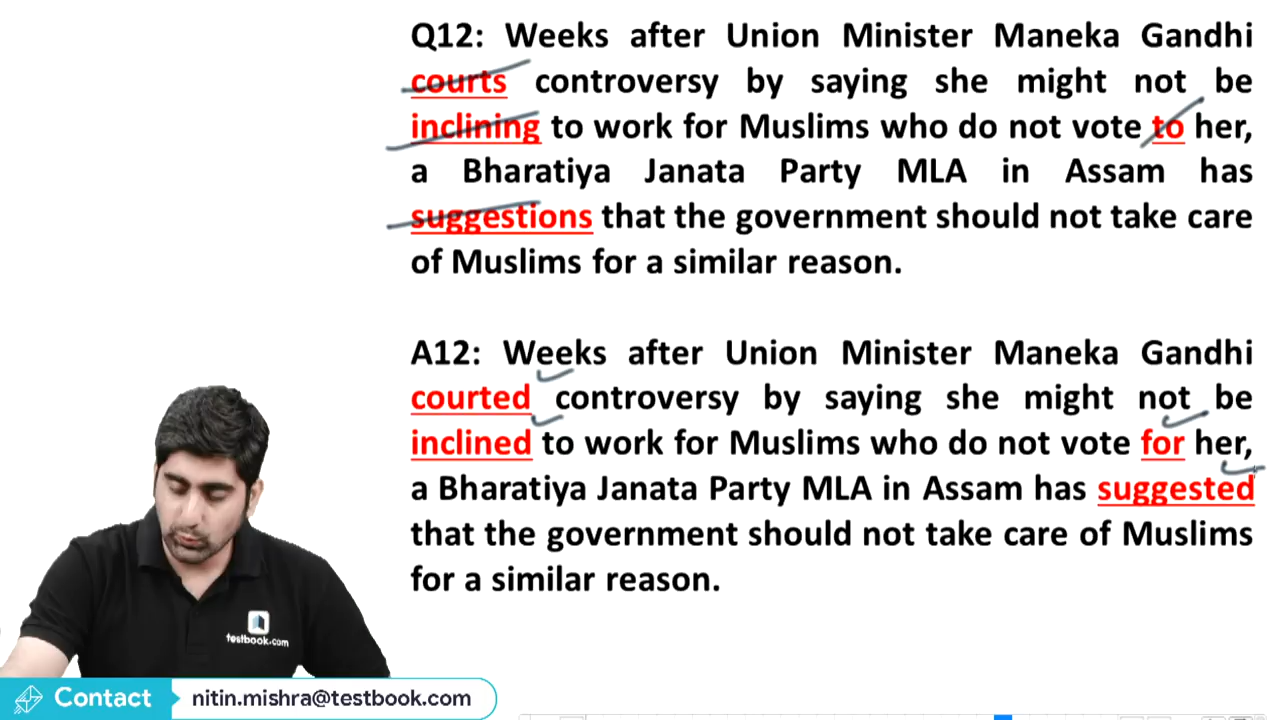 Q12: Weeks after Union Minister Maneka Gandhi
courts controversy by saying she might not be
inclining to work for Muslims who do not vote to her,
a Bharatiya Janata Party MLA in Assam has
suggestions that the government should not take care
of Muslims for a similar reason.
A12: Weeks after Union Minister Maneka Gandhi
courted controversy by saying she might not be
inclined to work for Muslims who do not vote for her,
a Bharatiya Janata Party MLA in Assam has suggested
that the government should not take care of Muslims
for a similar reason.
testbook.com
Contact nitin.mishra@testbook.com